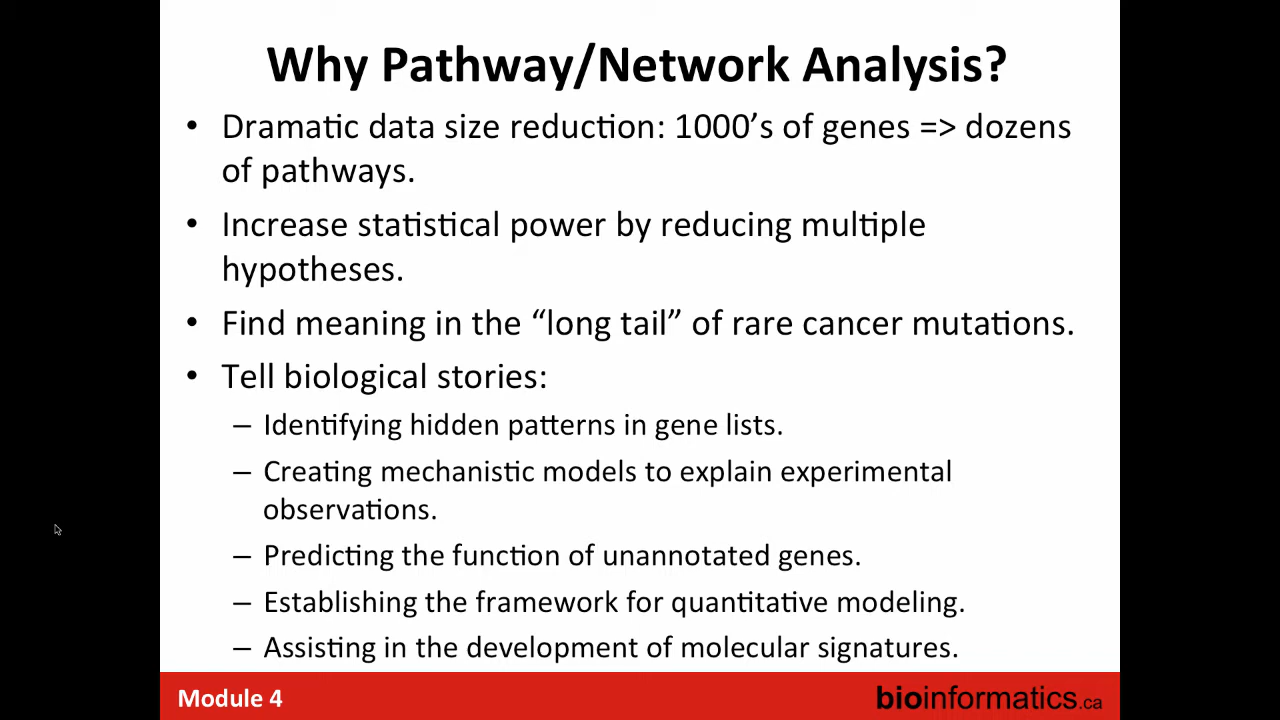 Why Pathway/Network Analysis?
• Dramatic data size reduction: 1000’s of genes => dozens
of pathways.
• Increase statistical power by reducing multiple
hypotheses.
• Find meaning in the “long tail” of rare cancer mutations.
• Tell biological stories:
– Identifying hidden patterns in gene lists.
– Creating mechanistic models to explain experimental
observations.
– Predicting the function of unannotated genes.
– Establishing the framework for quantitative modeling.
– Assisting in the development of molecular signatures.
Module 4
bioinformatics.ca